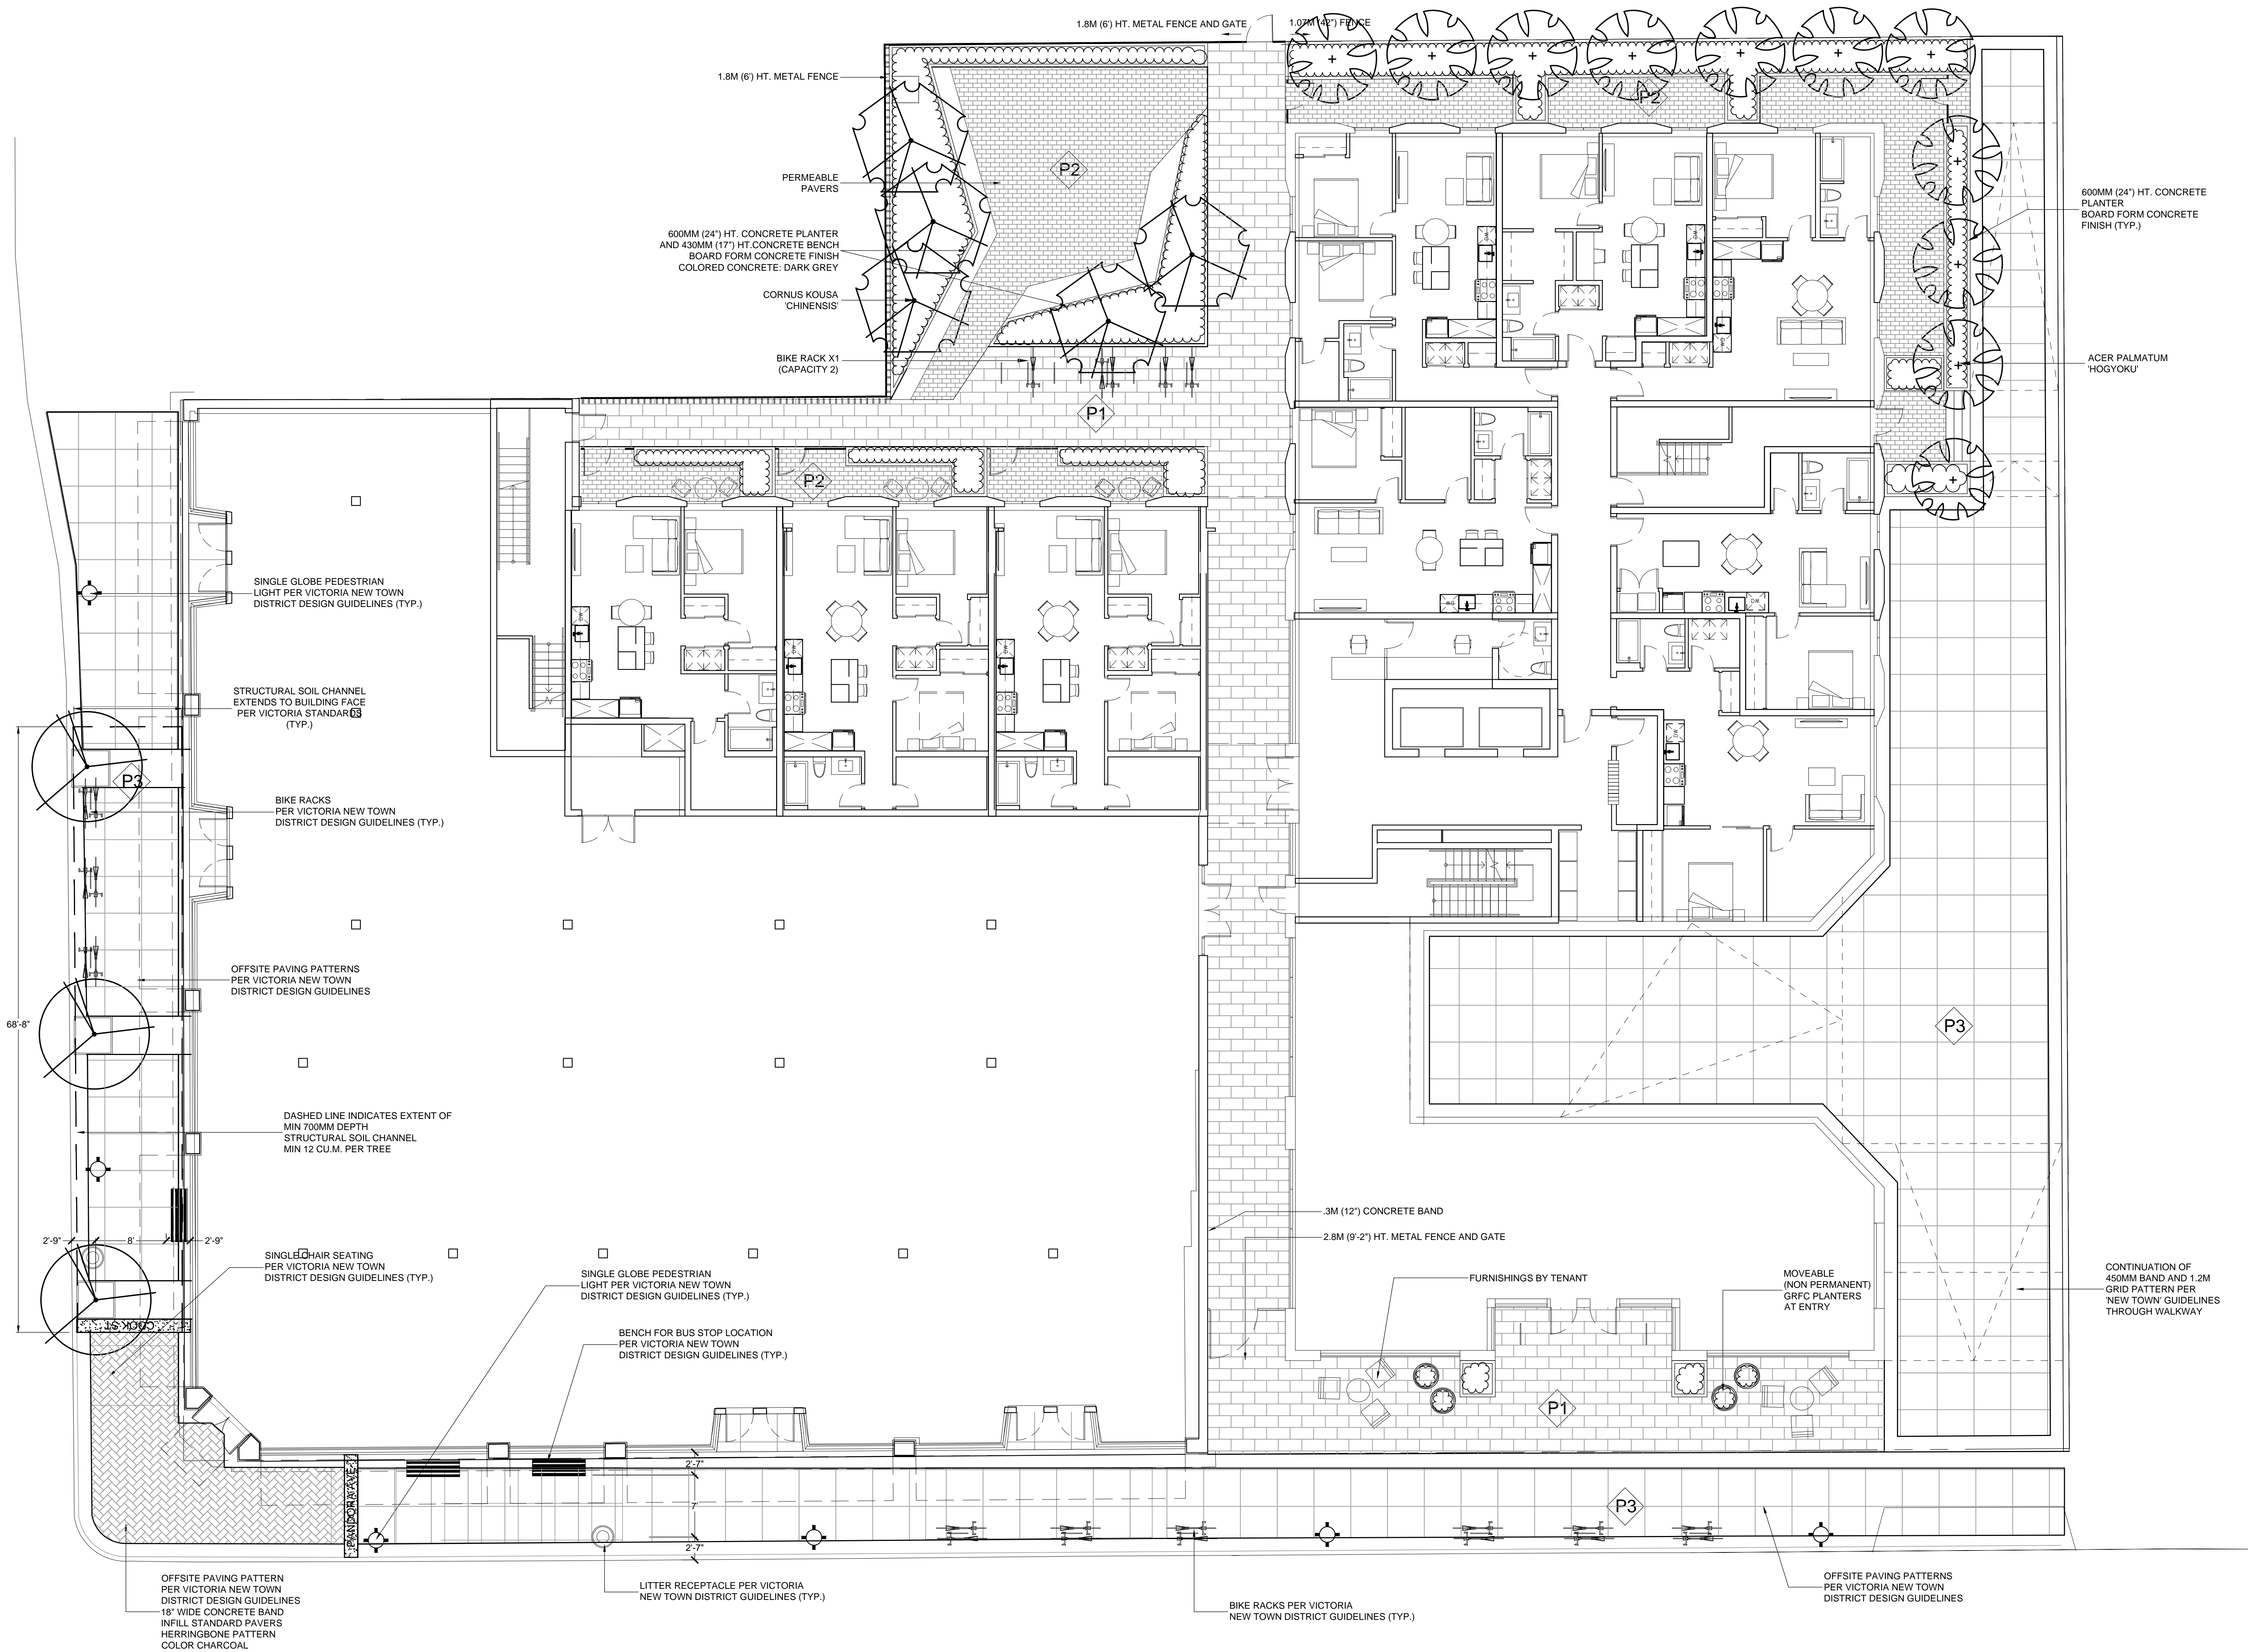 1.8M (6') HT. METAL FENCE AND GATE
1.07M (42") FENCE
1.8M (6') HT. METAL FENCE
P2
P2
PERMEABLE
PAVERS
600MM (24") HT. CONCRETE PLANTER
AND 430MM (17") HT.CONCRETE BENCH
BOARD FORM CONCRETE FINISH
COLORED CONCRETE: DARK GREY
CORNUS KOUSA
'CHINENSIS'
BIKE RACK X1
(CAPACITY 2)
600MM (24") HT. CONCRETE
PLANTER
BOARD FORM CONCRETE
FINISH (TYP.)
ACER PALMATUM
'HOGYOKU'
P1
P2
DW
DW
DW
DW
DW
DW
DW
DW
DW
SINGLE GLOBE PEDESTRIAN
LIGHT PER VICTORIA NEW TOWN
DISTRICT DESIGN GUIDELINES (TYP.)
STRUCTURAL SOIL CHANNEL
EXTENDS TO BUILDING FACE
PER VICTORIA STANDARDS
(TYP.)
P3
BIKE RACKS
PER VICTORIA NEW TOWN
DISTRICT DESIGN GUIDELINES (TYP.)
OFFSITE PAVING PATTERNS
PER VICTORIA NEW TOWN
DISTRICT DESIGN GUIDELINES
68'-8"
P3
DASHED LINE INDICATES EXTENT OF
MIN 700MM DEPTH
STRUCTURAL SOIL CHANNEL
MIN 12 CU.M. PER TREE
2'-9"
8'
2'-9"
SINGLE CHAIR SEATING
PER VICTORIA NEW TOWN
DISTRICT DESIGN GUIDELINES (TYP.)
COOK ST.
SINGLE GLOBE PEDESTRIAN
LIGHT PER VICTORIA NEW TOWN
DISTRICT DESIGN GUIDELINES (TYP.)
BENCH FOR BUS STOP LOCATION
PER VICTORIA NEW TOWN
DISTRICT DESIGN GUIDELINES (TYP.)
.3M (12") CONCRETE BAND
2.8M (9'-2") HT. METAL FENCE AND GATE
FURNISHINGS BY TENANT
MOVEABLE
(NON PERMANENT)
GRFC PLANTERS
AT ENTRY
CONTINUATION OF
450MM BAND AND 1.2M
GRID PATTERN PER
'NEW TOWN' GUIDELINES
THROUGH WALKWAY
P1
2'-7"
7'
2'-7"
PANDORA AVE
P3
OFFSITE PAVING PATTERN
PER VICTORIA NEW TOWN
DISTRICT DESIGN GUIDELINES
18" WIDE CONCRETE BAND
INFILL STANDARD PAVERS
HERRINGBONE PATTERN
COLOR CHARCOAL
LITTER RECEPTACLE PER VICTORIA
NEW TOWN DISTRICT GUIDELINES (TYP.)
BIKE RACKS PER VICTORIA
NEW TOWN DISTRICT GUIDELINES (TYP.)
OFFSITE PAVING PATTERNS
PER VICTORIA NEW TOWN
DISTRICT DESIGN GUIDELINES